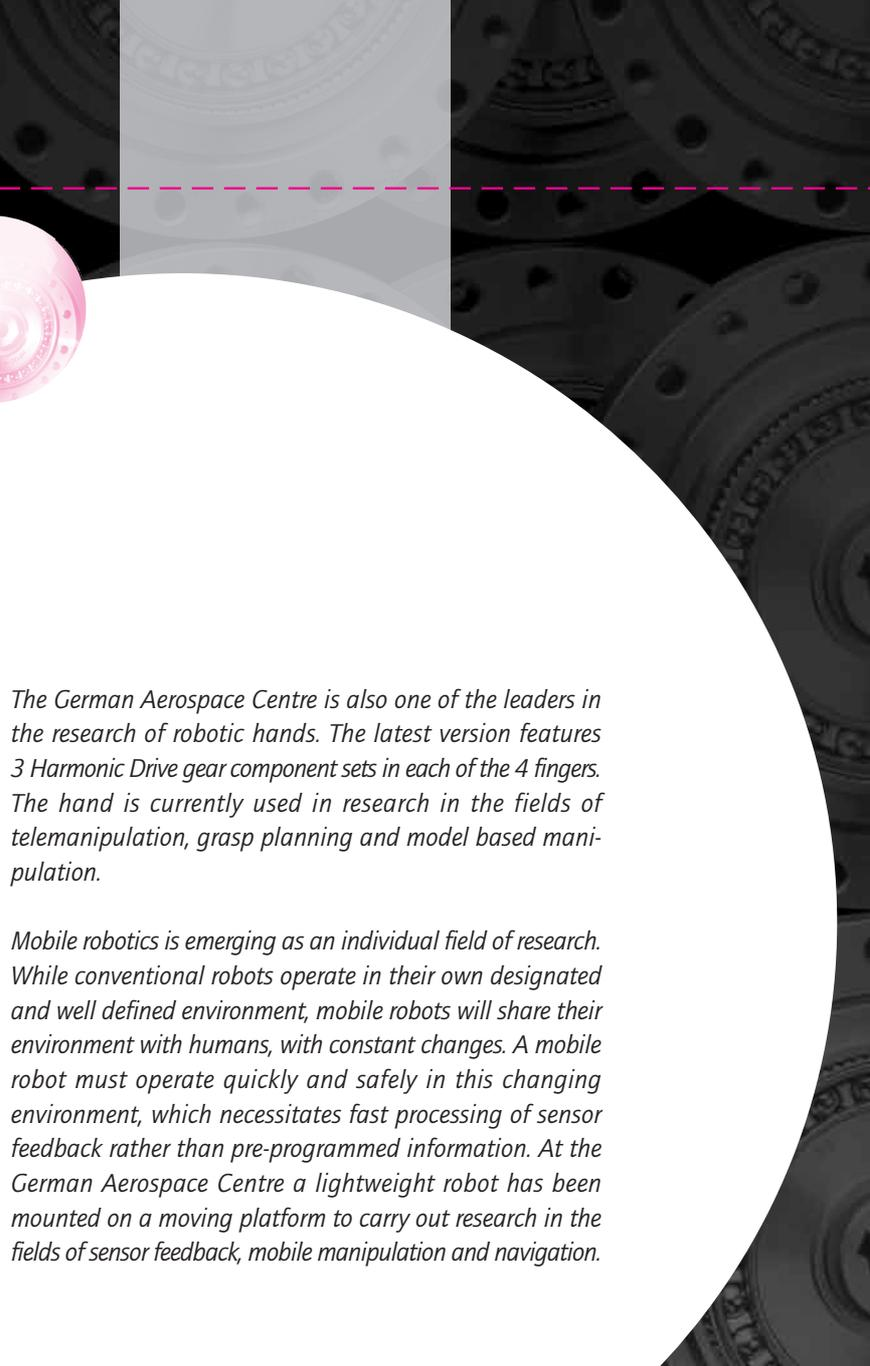 The German Aerospace Centre is also one of the leaders in
the research of robotic hands. The latest version features
3 Harmonic Drive gear component sets in each of the 4 fingers.
The hand is currently used in research in the fields of
telemanipulation, grasp planning and model based mani-
pulation.
Mobile robotics is emerging as an individual field of research.
While conventional robots operate in their own designated
and well defined environment, mobile robots will share their
environment with humans, with constant changes. A mobile
robot must operate quickly and safely in this changing
environment, which necessitates fast processing of sensor
feedback rather than pre-programmed information. At the
German Aerospace Centre a lightweight robot has been
mounted on a moving platform to carry out research in the
fields of sensor feedback, mobile manipulation and navigation.